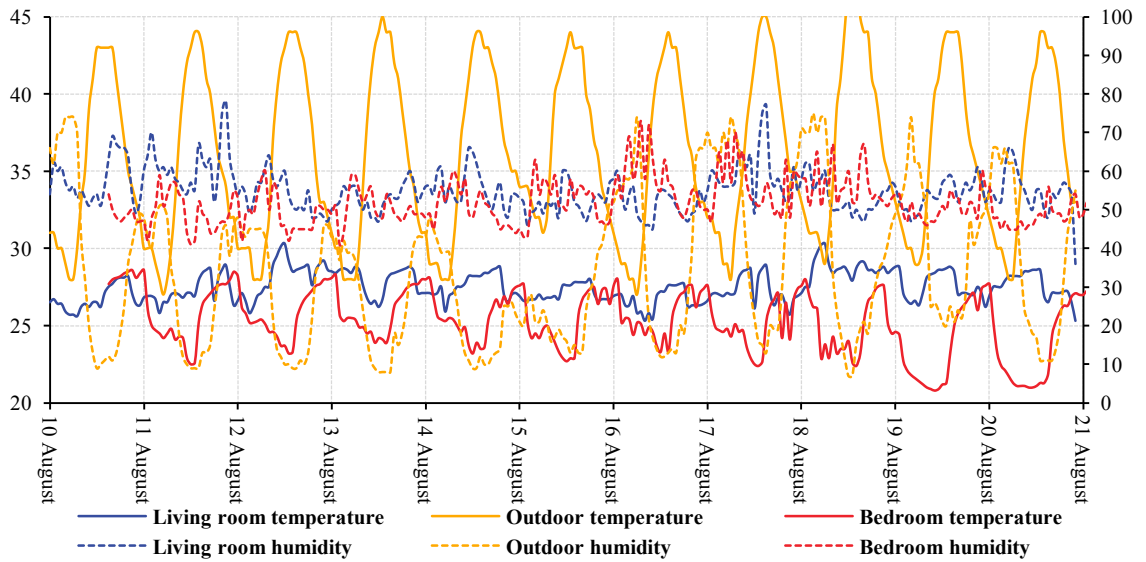 45
40
35
30
25
20
100
90
80
70
60
50
40
30
20
10
0
10 August
11 August
12 August
13 August
14 August
15 August
16 August
17 August
18 August
19 August
20 August
21 August
Living room temperature
Outdoor temperature
Bedroom temperature
Living room humidity
Outdoor humidity
Bedroom humidity